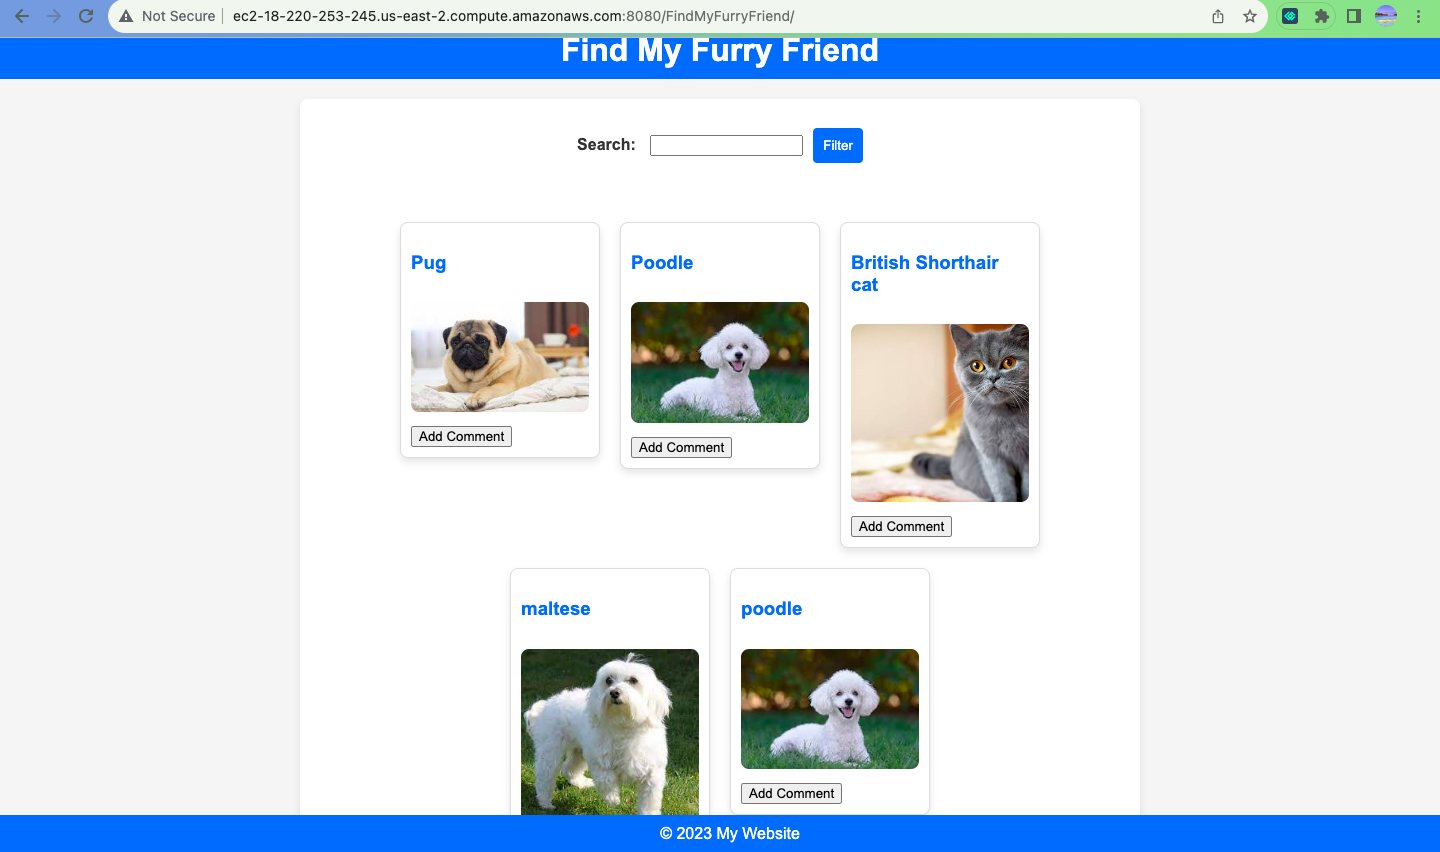 Not Secure
ec2-18-220-253-245.us-east-2.compute.amazonaws.com:8080/FindMyFurryFriend/
Find My Furry Friend
Search:
Filter
Pug
Add Comment
Poodle
Add Comment
British Shorthair
cat
Add Comment
maltese
poodle
Add Comment
© 2023 My Website